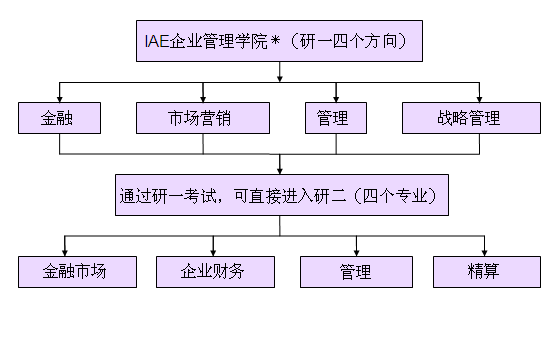 IAE企业管理学院＊（研一四个方向）
金融
市场营销
管理
战略管理
通过研一考试，可直接进入研二（四个专业）
金融市场
企业财务
管理
精算